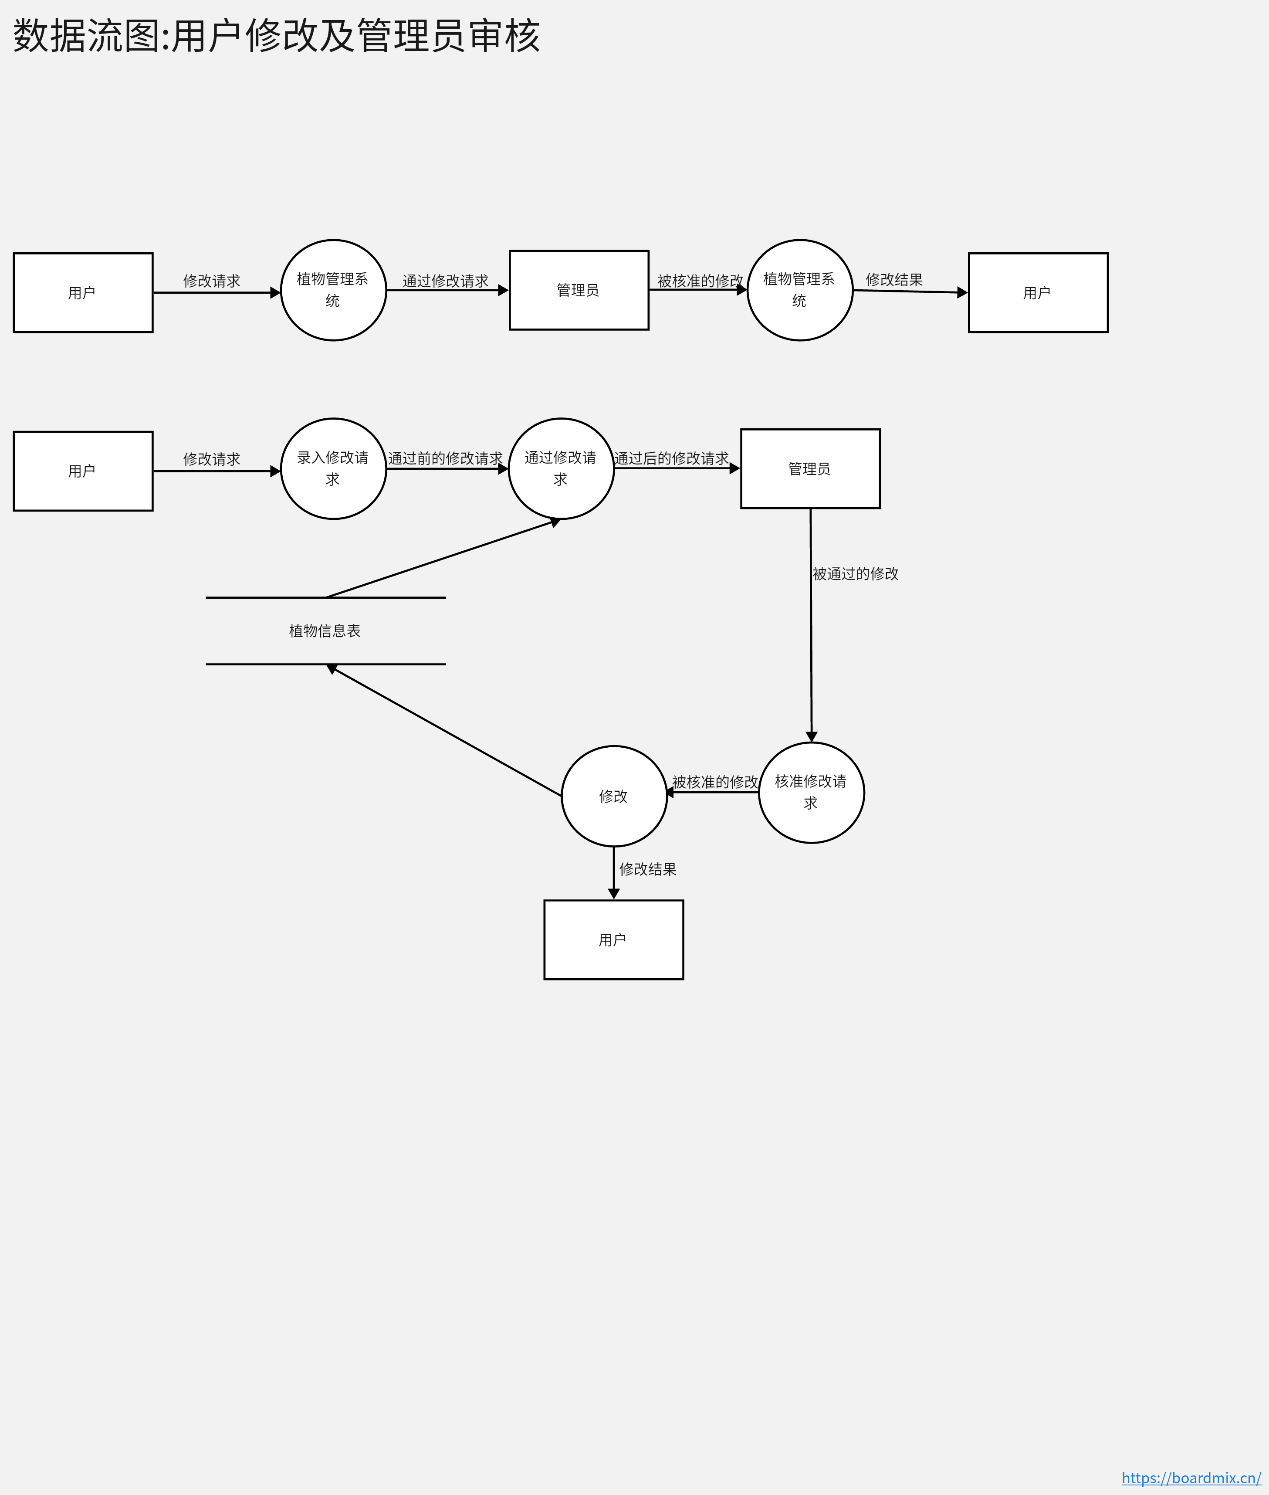 数据流图:用户修改及管理员审核
用户
修改请求
植物管理系
统
通过修改请求
管理员
被核准的修改
植物管理系
统
修改结果
用户
用户
修改请求
录入修改请
求
通过前的修改请求
通过修改请
求
通过后的修改请求
管理员
被通过的修改
植物信息表
修改
被核准的修改
核准修改请
求
修改结果
用户
https://boardmix.cn/